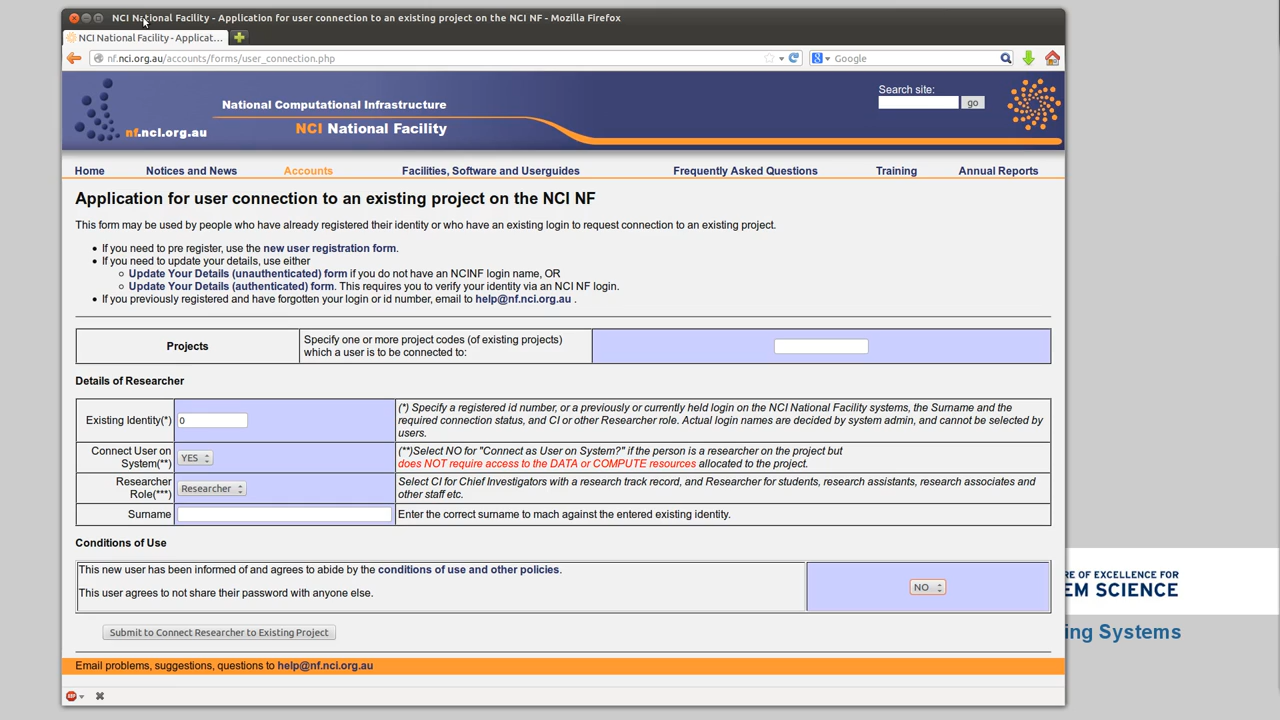 NCI National Facility - Application for user connection to an existing project on the NCI NF - Mozilla Firefox
NCI National Facility - Applicat...
nf.nci.org.au/accounts/forms/user_connection.php
Google
Search site:
go
National Computational Infrastructure
NCI National Facility
nf.nci.org.au
Home Notices and News Accounts Facilities, Software and Userguides Frequently Asked Questions Training Annual Reports
Application for user connection to an existing project on the NCI NF
This form may be used by people who have already registered their identity or who have an existing login to request connection to an existing project.
If you need to pre register, use the new user registration form.
If you need to update your details, use either
Update Your Details (unauthenticated) form if you do not have an NCINF login name, OR
Update Your Details (authenticated) form. This requires you to verify your identity via an NCI NF login.
If you previously registered and have forgotten your login or id number, email to help@nf.nci.org.au .
Projects
Specify one or more project codes (of existing projects)
which a user is to be connected to:
Details of Researcher
Existing Identity(*)
0
(*) Specify a registered id number, or a previously or currently held login on the NCI National Facility systems, the Surname and the
required connection status, and CI or other Researcher role. Actual login names are decided by system admin, and cannot be selected by
users.
Connect User on
System(**)
YES
(**)Select NO for "Connect as User on System?" if the person is a researcher on the project but
does NOT require access to the DATA or COMPUTE resources allocated to the project.
Researcher
Role(***)
Researcher
Select CI for Chief Investigators with a research track record, and Researcher for students, research assistants, research associates and
other staff etc.
Surname
Enter the correct surname to mach against the entered existing identity.
Conditions of Use
This new user has been informed of and agrees to abide by the conditions of use and other policies.
This user agrees to not share their password with anyone else.
NO
Submit to Connect Researcher to Existing Project
Email problems, suggestions, questions to help@nf.nci.org.au
RE OF EXCELLENCE FOR
EM SCIENCE
ing Systems